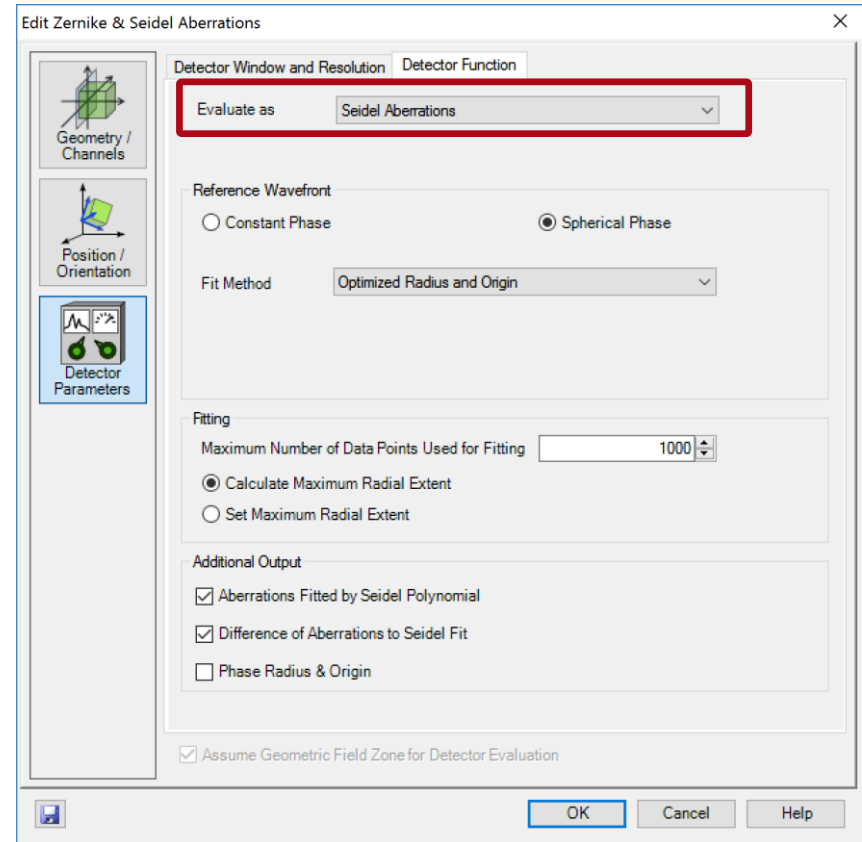 Edit Zernike & Seidel Aberrations
Geometry /
Channels
Position /
Orientation
Detector
Parameters
Detector Window and Resolution
Detector Function
Evaluate as
Seidel Aberrations
Reference Wavefront
Constant Phase
Spherical Phase
Fit Method
Optimized Radius and Origin
Fitting
Maximum Number of Data Points Used for Fitting
1000
Calculate Maximum Radial Extent
Set Maximum Radial Extent
Additional Output
Aberrations Fitted by Seidel Polynomial
Difference of Aberrations to Seidel Fit
Phase Radius & Origin
Assume Geometric Field Zone for Detector Evaluation
OK
Cancel
Help